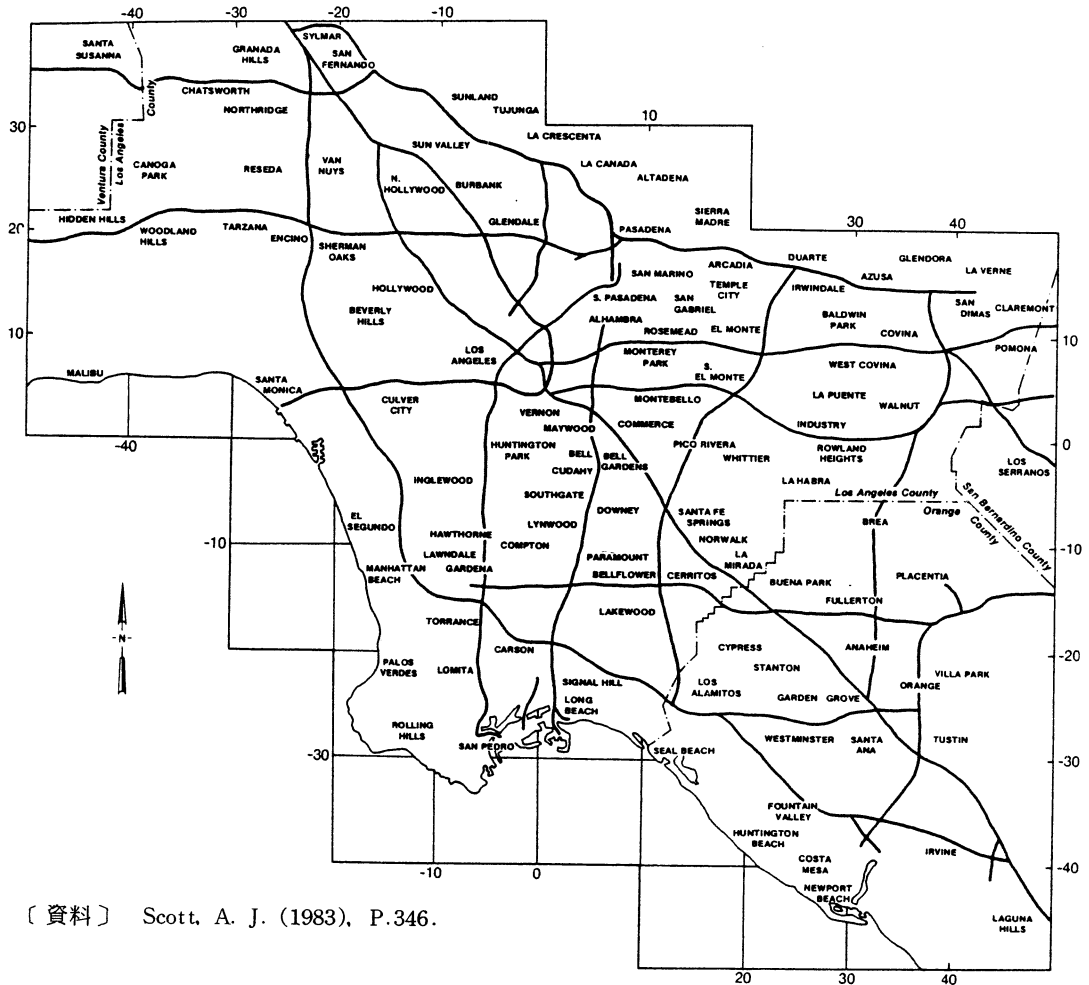 -40
-30
-20
-10
SANTA
SUSANNA
GRANADA
HILLS
SYLMAR
SAN
FERNANDO
CHATSWORTH
NORTHRIDGE
SUNLAND
TUJUNGA
10
30
Ventura County
Los Angeles
County
LA CRESCENTA
SUN VALLEY
CANOGA
PARK
RESEDA
VAN
NUYS
N.
HOLLYWOOD
BURBANK
LA CANADA
ALTADENA
HIDDEN HILLS
20
WOODLAND
HILLS
TARZANA
ENCINO
SHERMAN
OAKS
GLENDALE
PASADENA
SIERRA
MADRE
30
40
HOLLYWOOD
SAN MARINO
ARCADIA
DUARTE
GLENDORA
AZUSA
LA VERNE
BEVERLY
HILLS
S. PASADENA
SAN
GABRIEL
TEMPLE
CITY
IRWINDALE
SAN
DIMAS
CLAREMONT
ALHAMBRA
BALDWIN
PARK
10
ROSEMEAD
EL MONTE
COVINA
10
LOS
ANGELES
MONTEREY
PARK
S.
EL MONTE
WEST COVINA
POMONA
MALIBU
SANTA
MONICA
CULVER
CITY
MONTEBELLO
LA PUENTE
WALNUT
VERNON
MAYWOOD
COMMERCE
INDUSTRY
-40
HUNTINGTON
PARK
BELL
BELL
GARDENS
CUDAHY
PICO RIVERA
WHITTIER
ROWLAND
HEIGHTS
0
LOS
SERRANOS
INGLEWOOD
SOUTHGATE
LA HABRA
Los Angeles County
Orange
County
San Bernardino County
EL
SEGUNDO
LYNWOOD
DOWNEY
SANTA FE
SPRINGS
BREA
-10
HAWTHORNE
COMPTON
NORWALK
-10
LAWNDALE
GARDENA
MANHATTAN
BEACH
PARAMOUNT
BELLFLOWER
CERRITOS
LA
MIRADA
BUENA PARK
PLACENTIA
N
LAKEWOOD
FULLERTON
TORRANCE
CARSON
CYPRESS
ANAHEIM
-20
PALOS
VERDES
LOMITA
STANTON
VILLA PARK
SIGNAL HILL
LOS
ALAMITOS
ORANGE
LONG
BEACH
GARDEN GROVE
ROLLING
HILLS
SAN PEDRO
WESTMINSTER
SANTA
ANA
TUSTIN
-30
SEAL BEACH
-30
FOUNTAIN
VALLEY
HUNTINGTON
BEACH
IRVINE
COSTA
MESA
-10
0
-40
NEWPORT
BEACH
LAGUNA
HILLS
〔資料〕 Scott, A. J. (1983), P.346.
20
30
40